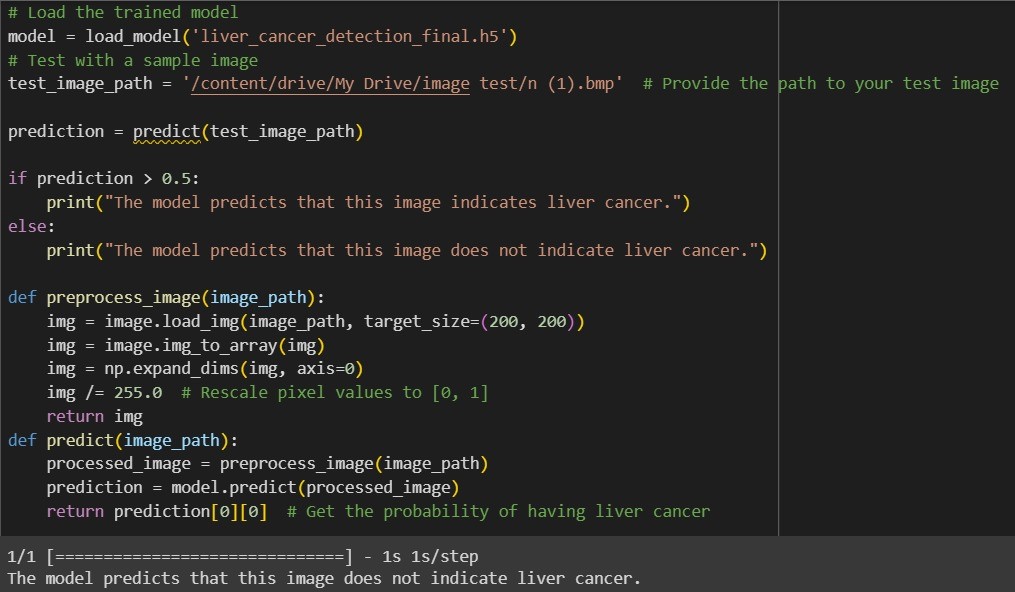 # Load the trained model
model = load_model('liver_cancer_detection_final.h5')
# Test with a sample image
test_image_path = '/content/drive/My Drive/image test/n (1).bmp'  # Provide the path to your test image
prediction = predict(test_image_path)
if prediction > 0.5:
    print("The model predicts that this image indicates liver cancer.")
else:
    print("The model predicts that this image does not indicate liver cancer.")
def preprocess_image(image_path):
    img = image.load_img(image_path, target_size=(200, 200))
    img = image.img_to_array(img)
    img = np.expand_dims(img, axis=0)
    img /= 255.0  # Rescale pixel values to [0, 1]
    return img
def predict(image_path):
    processed_image = preprocess_image(image_path)
    prediction = model.predict(processed_image)
    return prediction[0][0]  # Get the probability of having liver cancer
1/1 [==============================] - 1s 1s/step
The model predicts that this image does not indicate liver cancer.